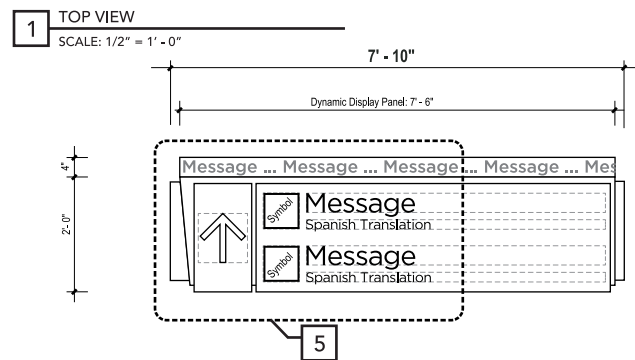 1 TOP VIEW
SCALE: 1/2" = 1' - 0"
7' - 10"
Dynamic Display Panel: 7' - 6"
4"
Message ... Message ... Message ... Message ... Mes
2'- 0"
Symbol Message
Spanish Translation
Symbol Message
Spanish Translation
5